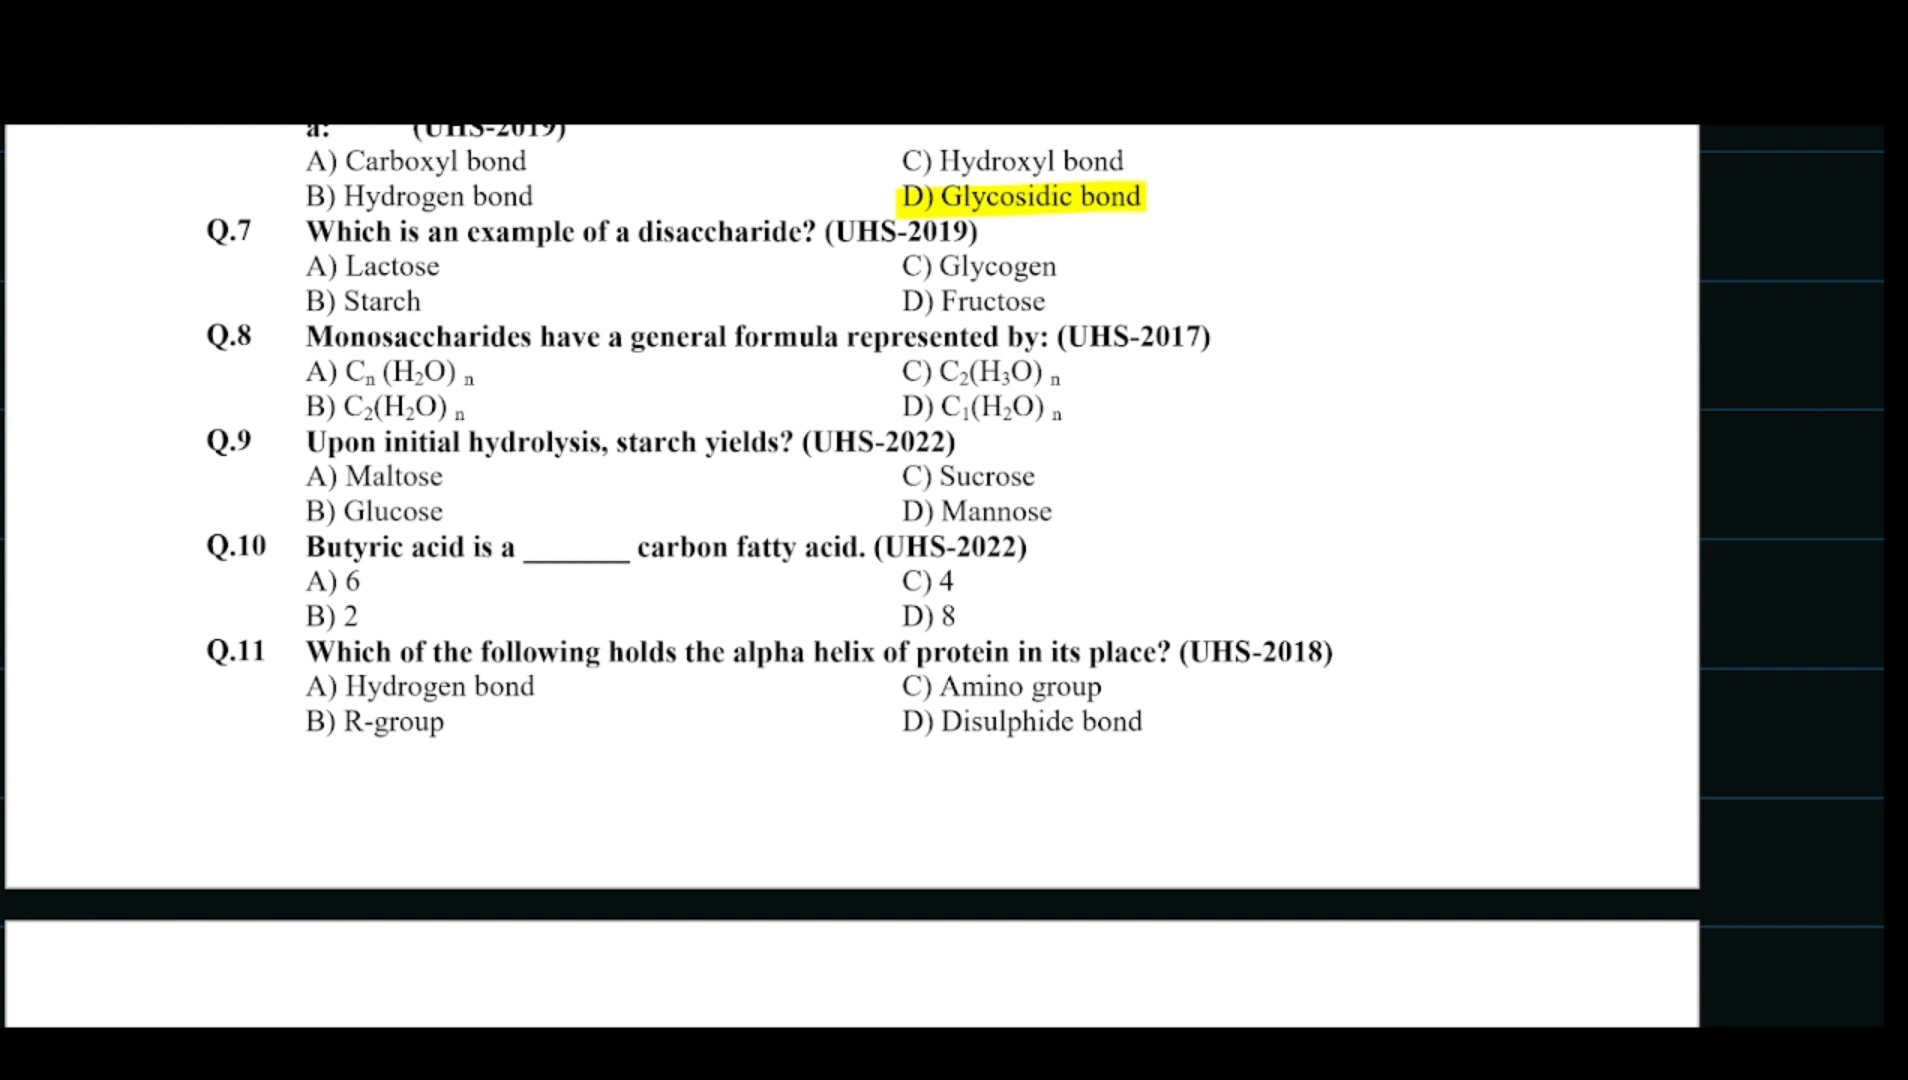 a: (UHS-2019)
A) Carboxyl bond C) Hydroxyl bond
B) Hydrogen bond D) Glycosidic bond
Q.7 Which is an example of a disaccharide? (UHS-2019)
A) Lactose C) Glycogen
B) Starch D) Fructose
Q.8 Monosaccharides have a general formula represented by: (UHS-2017)
A) Cₙ (H₂O) ₙ C) C₂(H₃O) ₙ
B) C₂(H₂O) ₙ D) C₁(H₂O) ₙ
Q.9 Upon initial hydrolysis, starch yields? (UHS-2022)
A) Maltose C) Sucrose
B) Glucose D) Mannose
Q.10 Butyric acid is a _______ carbon fatty acid. (UHS-2022)
A) 6 C) 4
B) 2 D) 8
Q.11 Which of the following holds the alpha helix of protein in its place? (UHS-2018)
A) Hydrogen bond C) Amino group
B) R-group D) Disulphide bond